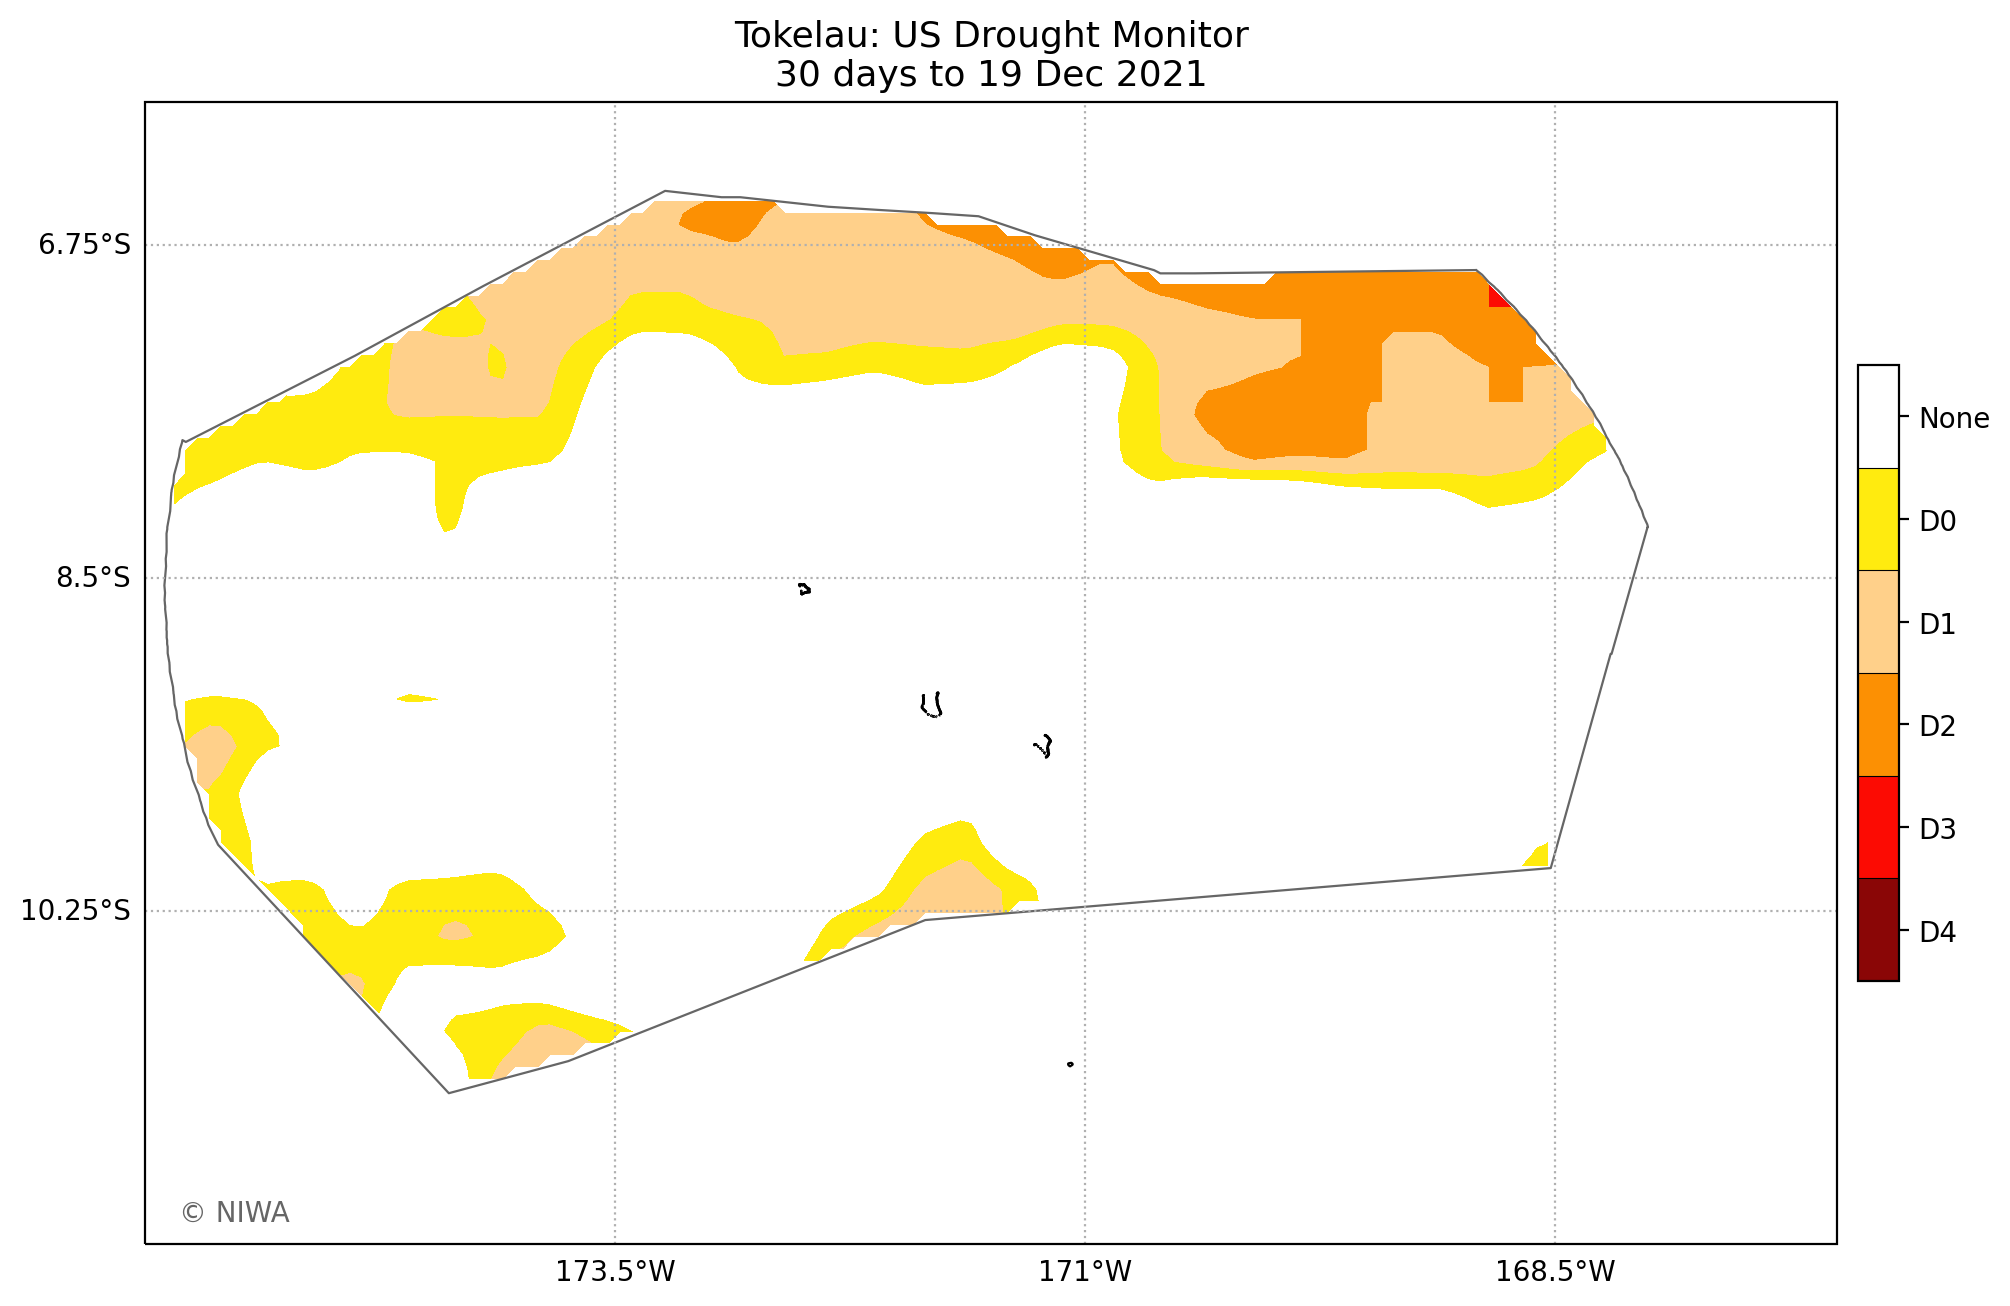 Tokelau: US Drought Monitor
30 days to 19 Dec 2021
6.75°S
8.5°S
10.25°S
173.5°W
171°W
168.5°W
None
D0
D1
D2
D3
D4
© NIWA